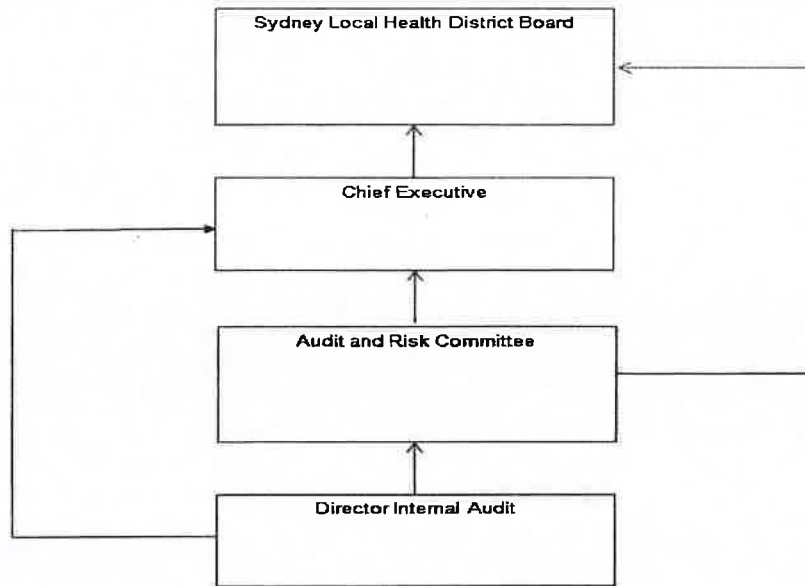 Sydney Local Health District Board
Chief Executive
Audit and Risk Committee
Director Internal Audit